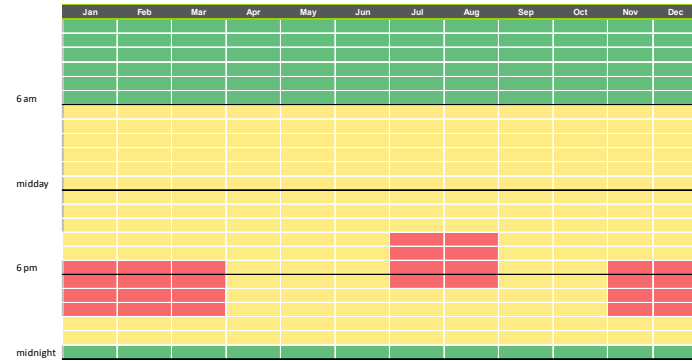 Jan Feb Mar Apr May Jun Jul Aug Sep Oct Nov Dec
6 am
midday
6 pm
midnight